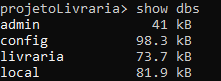 projetoLivraria> show dbs
admin 41 kB
config 98.3 kB
livraria 73.7 kB
local 81.9 kB